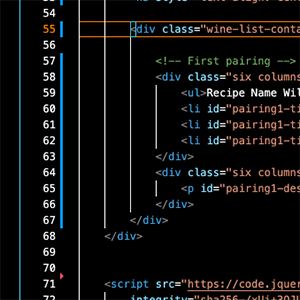 54
55 <div class="wine-list-conta
56
57 <!-- First pairing -->
58 <div class="six columns
59 <ul>Recipe Name Wil
60 <li id="pairing1-ti
61 <li id="pairing1-ti
62 <li id="pairing1-ti
63 </div>
64 <div class="six columns
65 <p id="pairing1-des
66 </div>
67 </div>
68 </div>
69
70
71 <script src="https://code.jquer
72